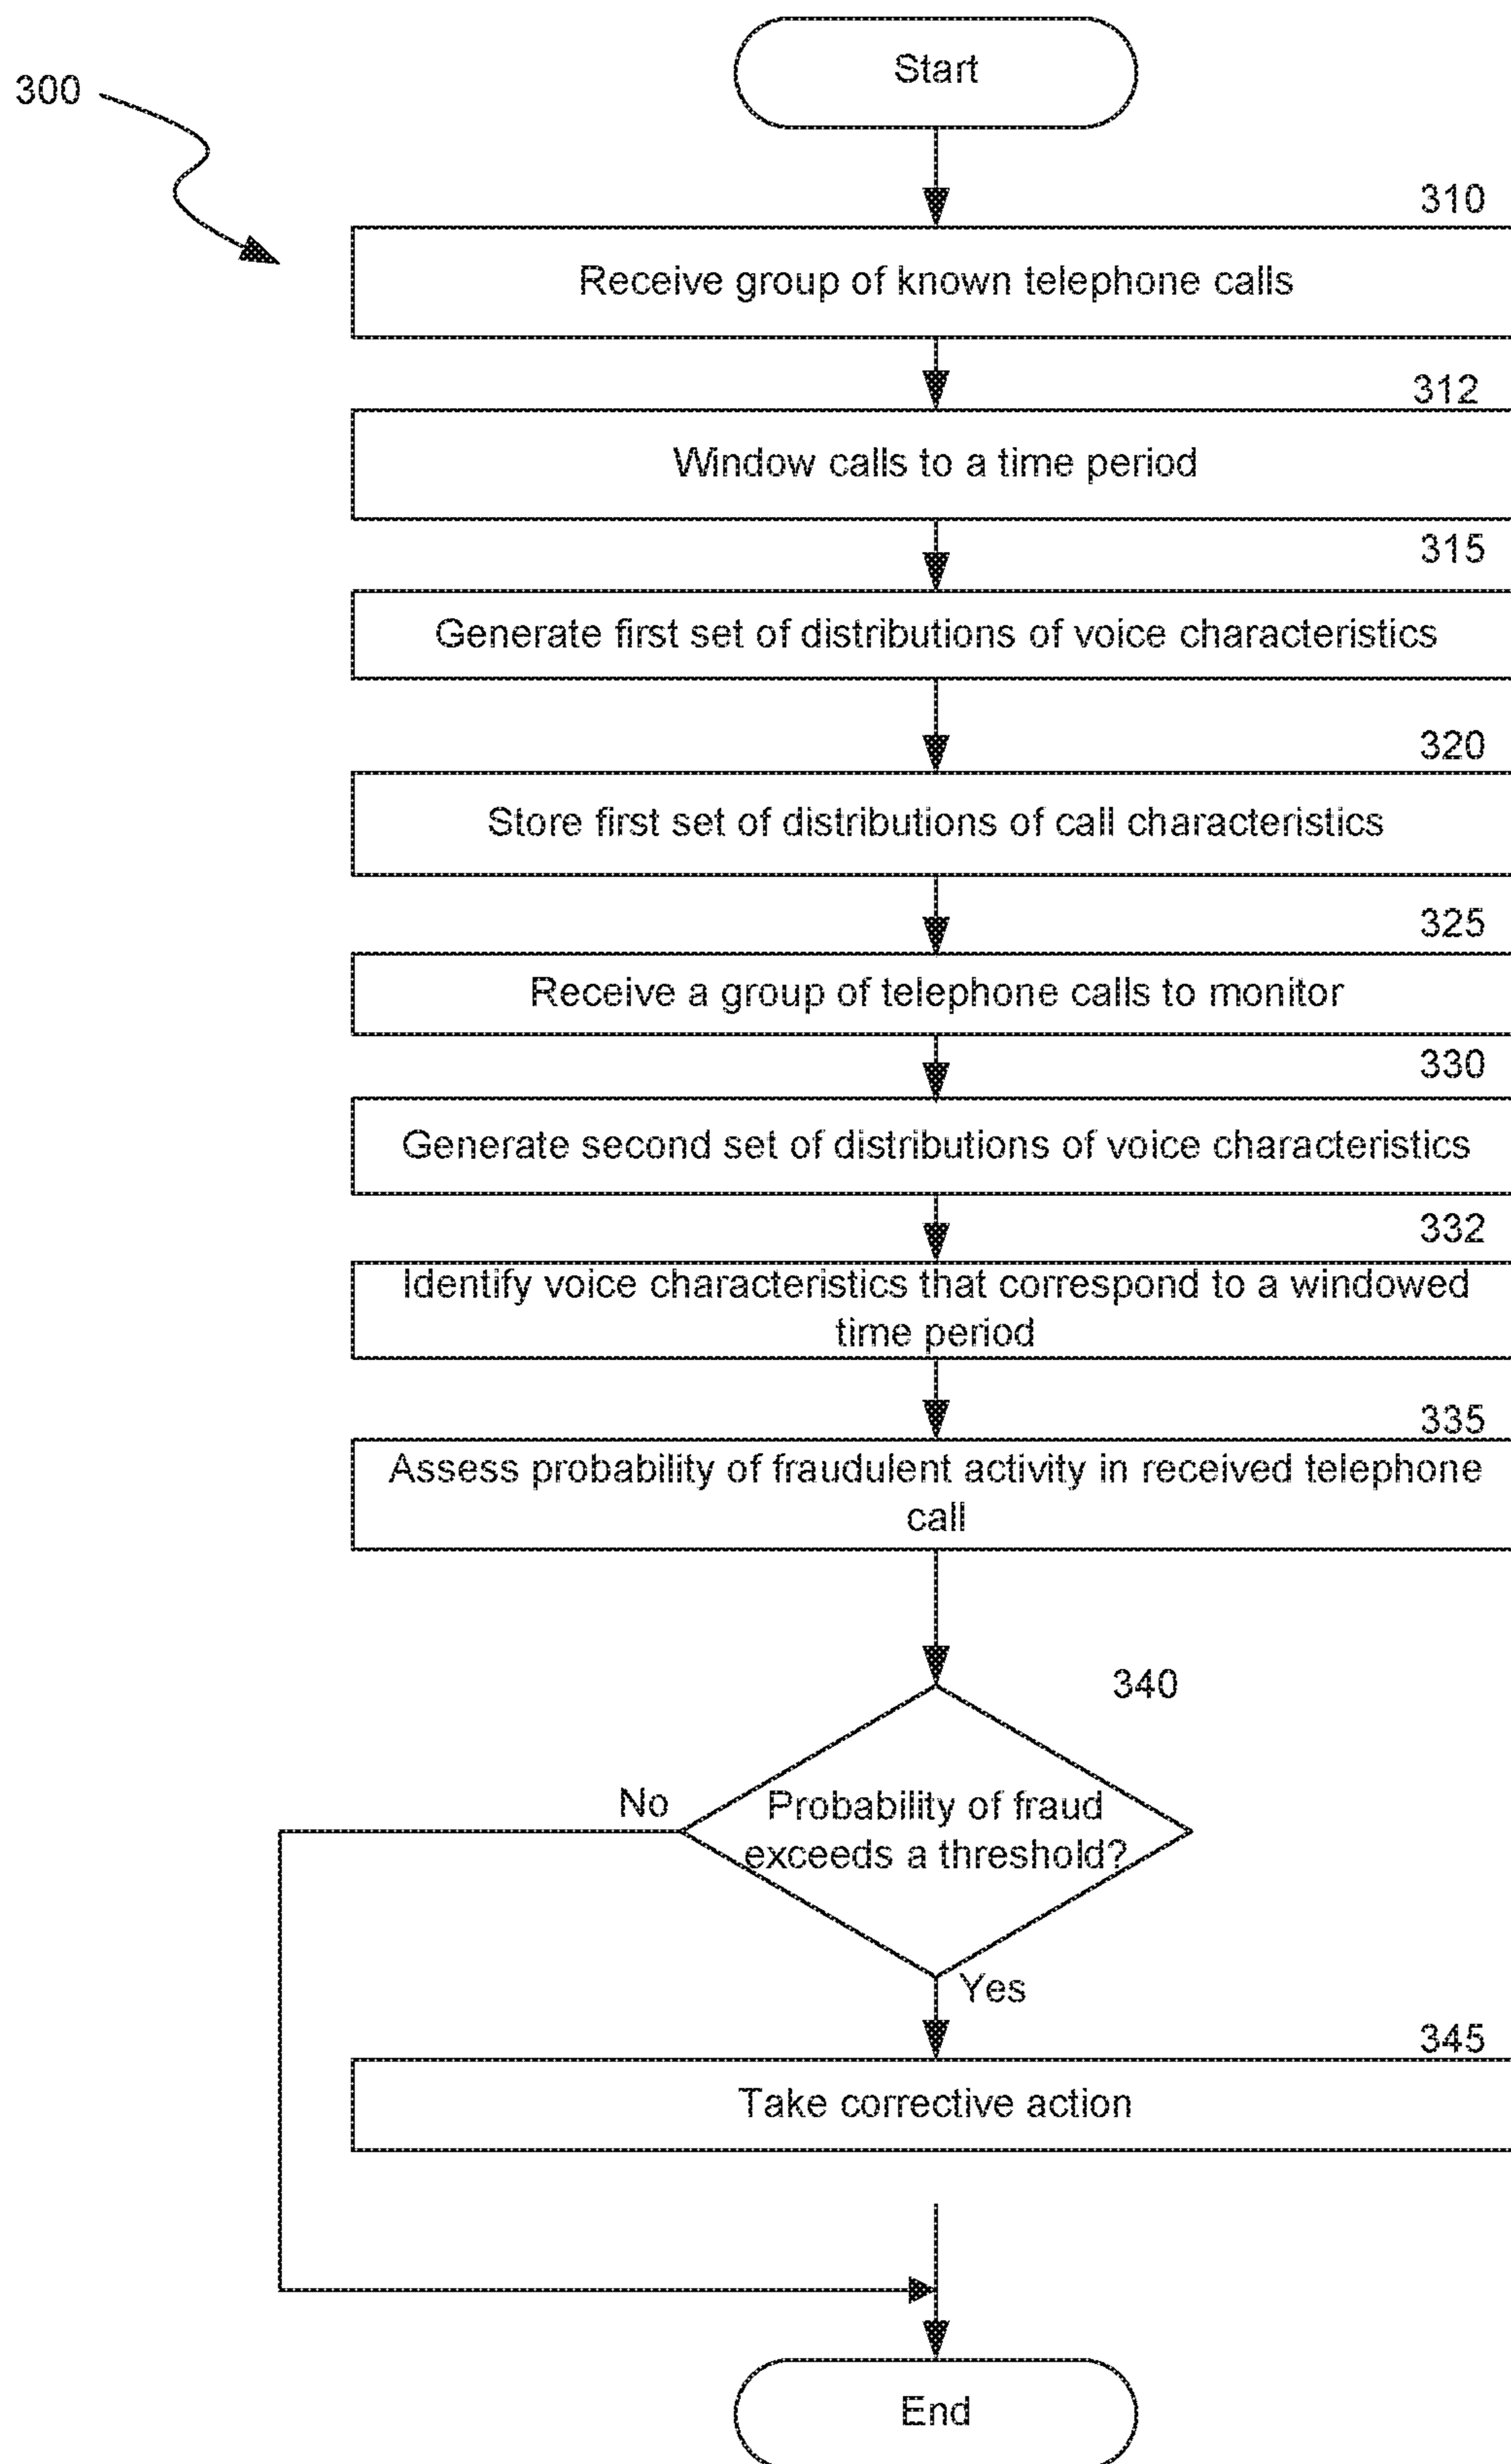 Start
300
310
Receive group of known telephone calls
312
Window calls to a time period
315
Generate first set of distributions of voice characteristics
320
Store first set of distributions of call characteristics
325
Receive a group of telephone calls to monitor
330
Generate second set of distributions of voice characteristics
332
Identify voice characteristics that correspond to a windowed
time period
335
Assess probability of fraudulent activity in received telephone
call
340
No
Probability of fraud
exceeds a threshold?
Yes
345
Take corrective action
End